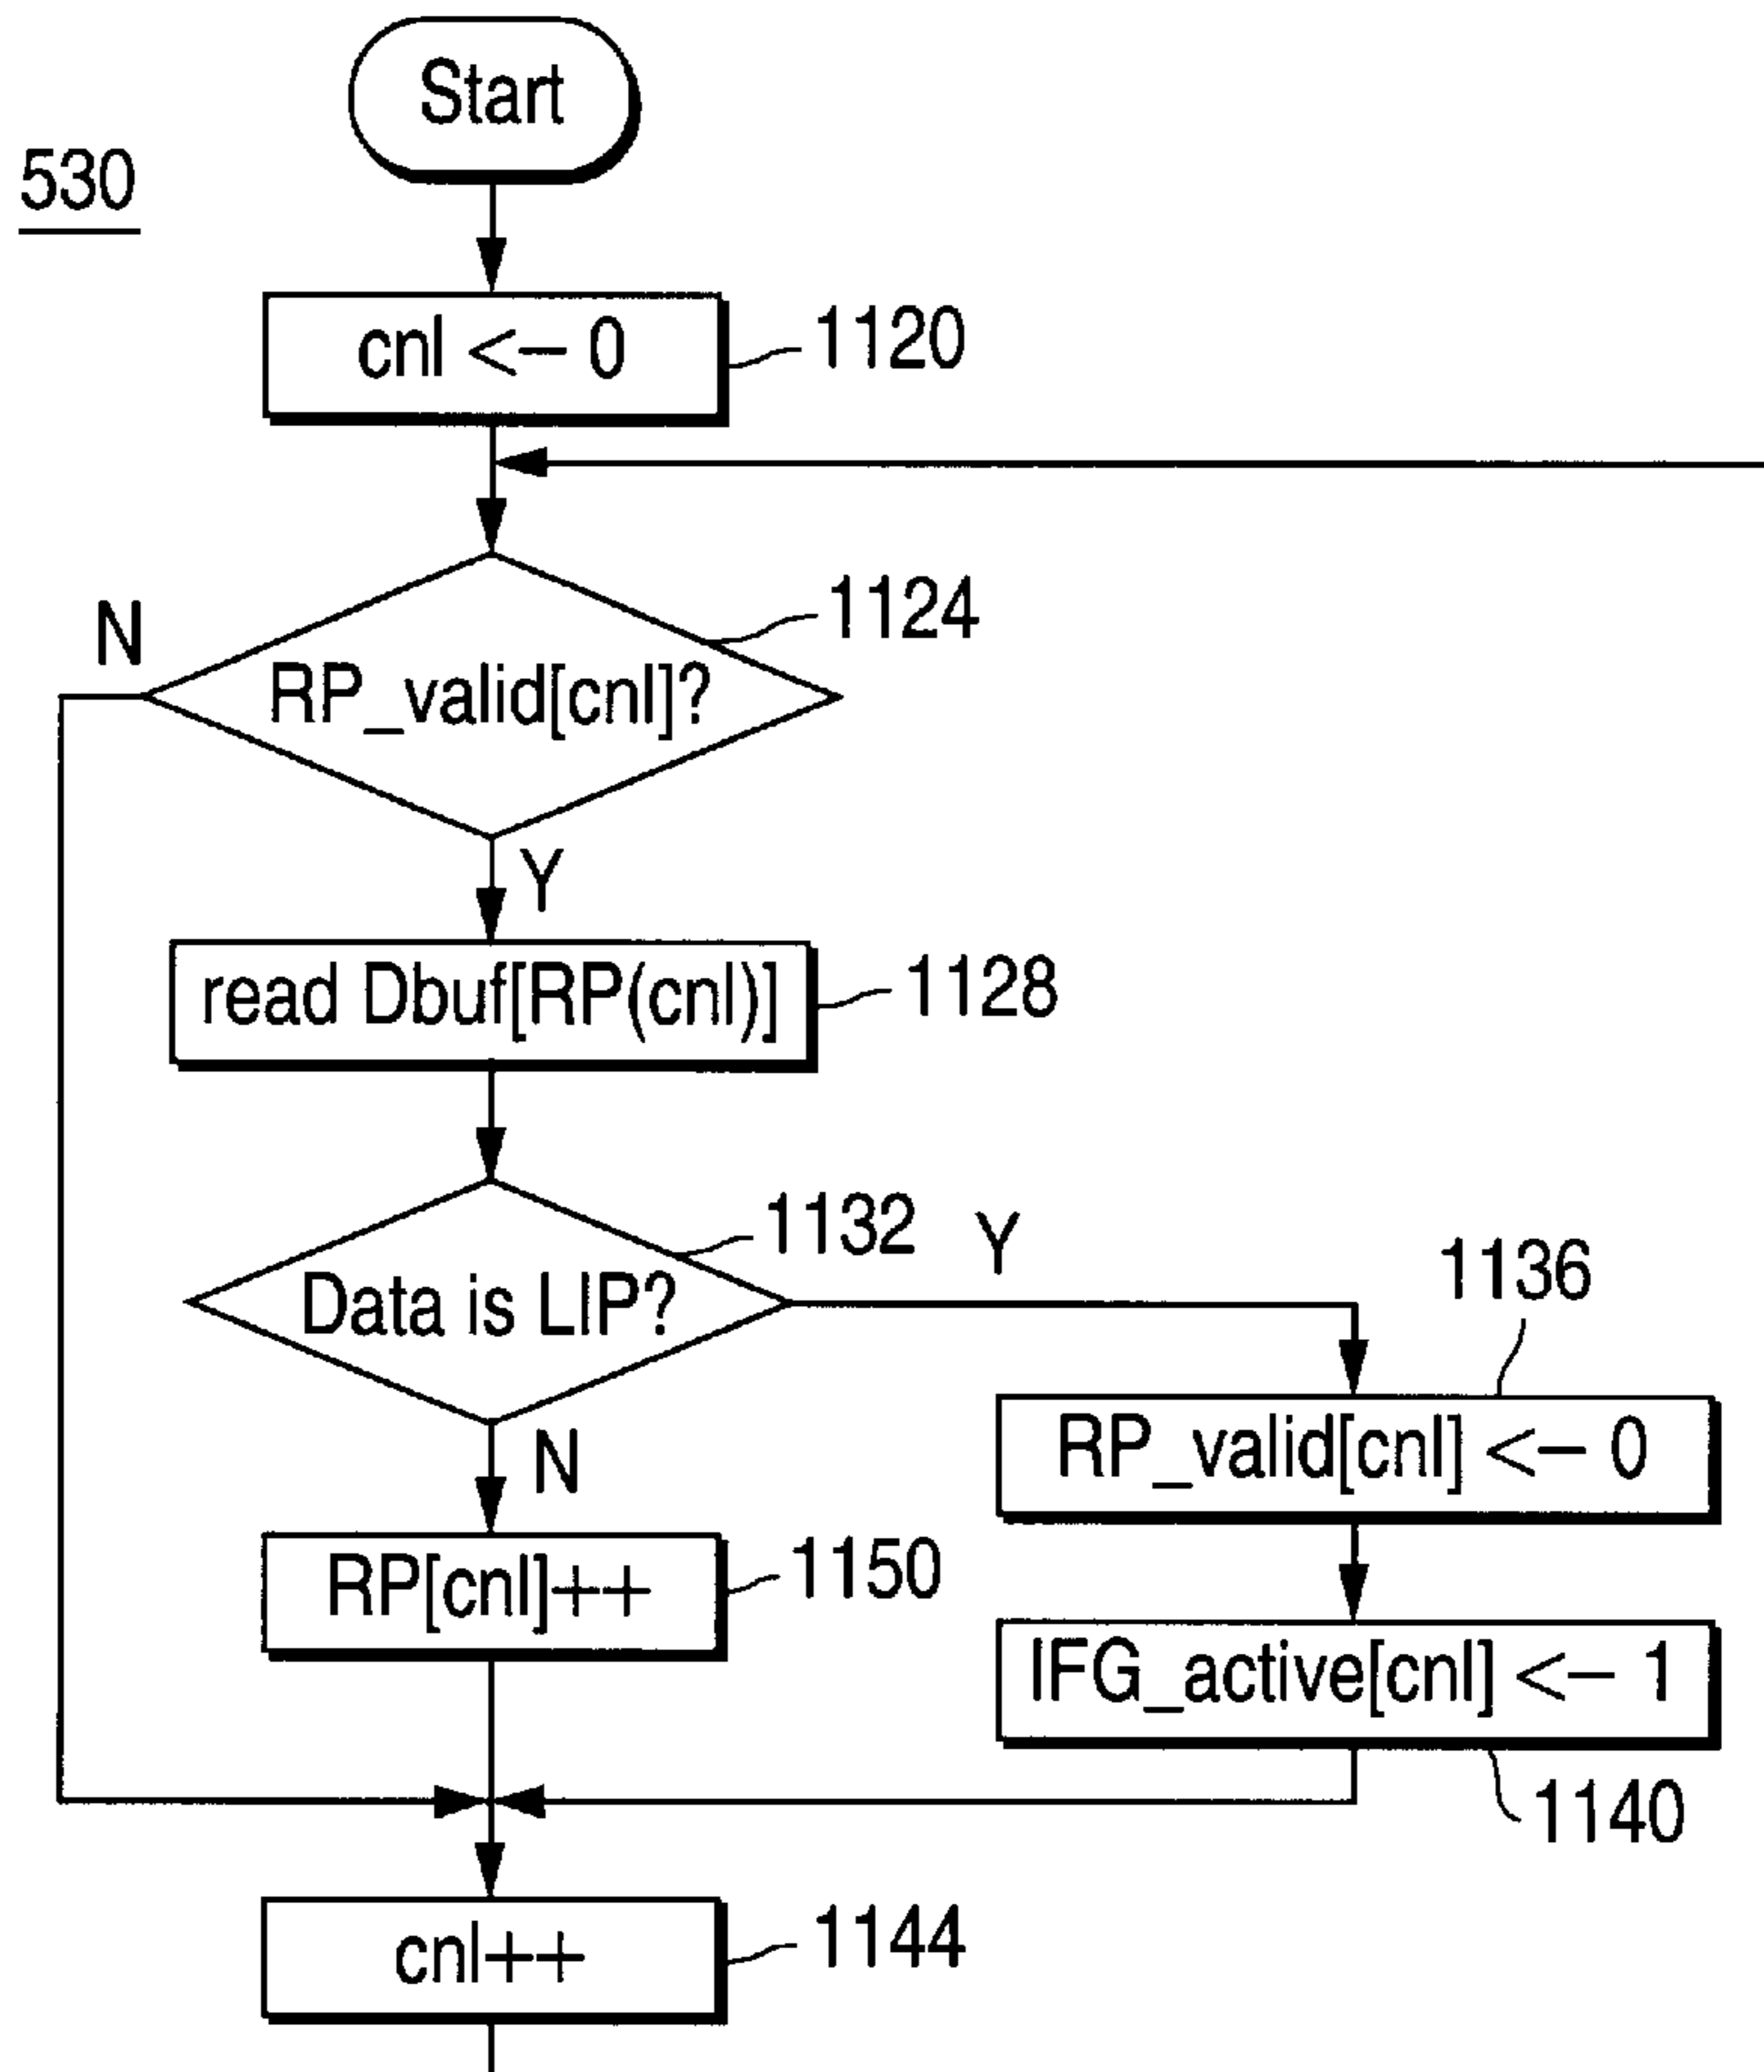 Start
530
cnl <– 0
1120
1124
N
RP_valid[cnl]?
Y
read Dbuf[RP(cnl)]
1128
1132
Y
1136
Data is LIP?
RP_valid[cnl] <– 0
N
RP[cnl]++
1150
IFG_active[cnl] <– 1
1140
cnl++
1144